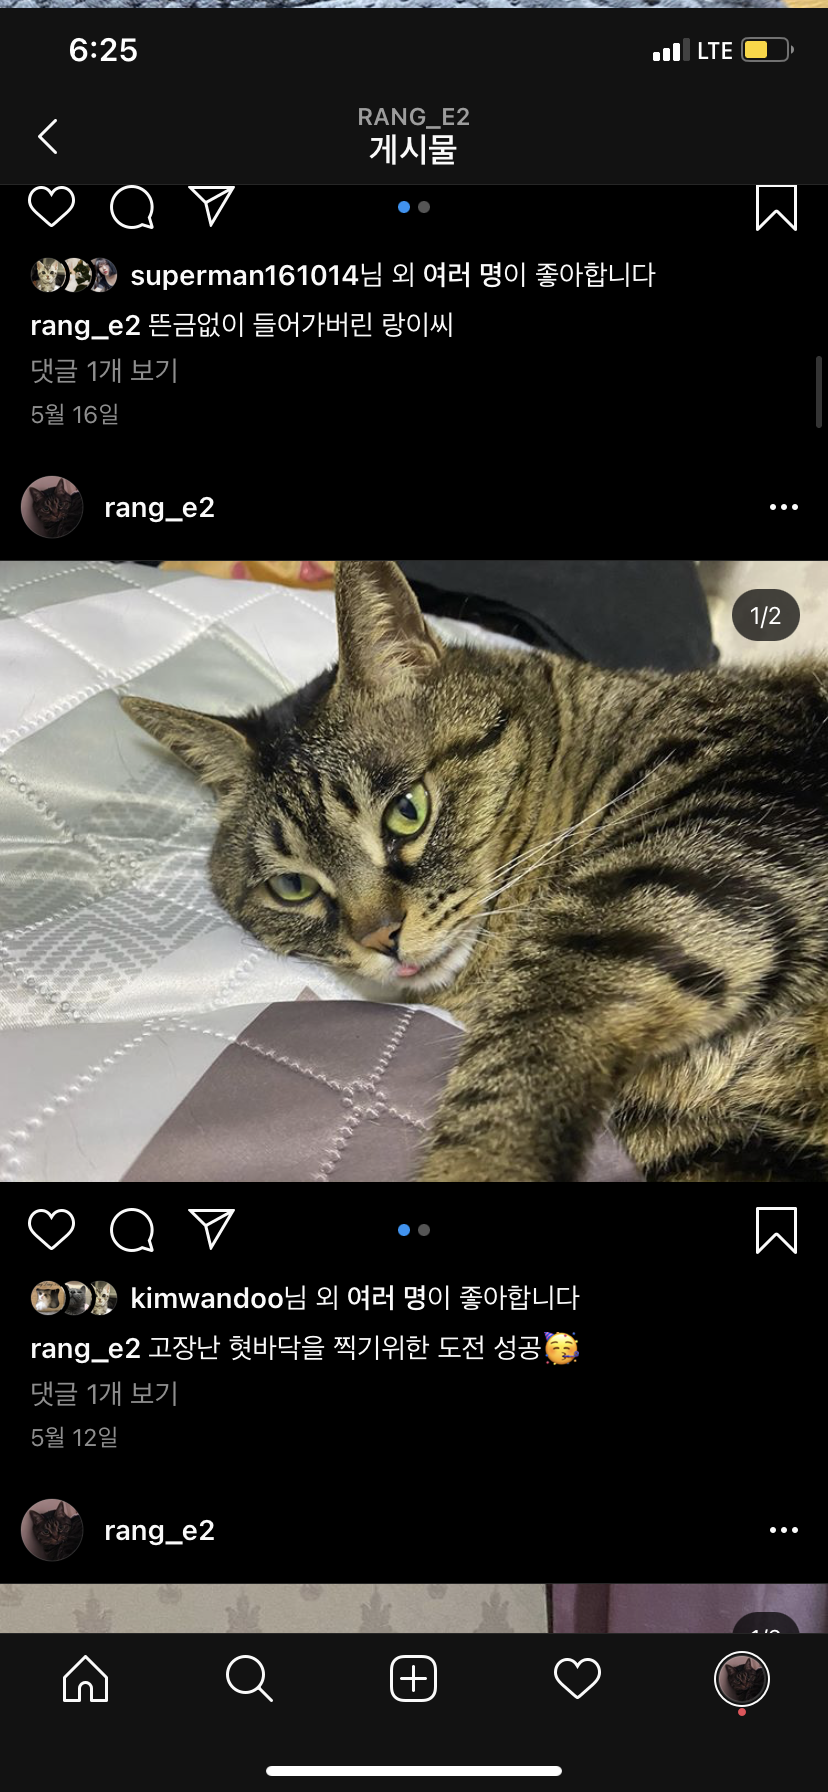 6:25
LTE
RANG_E2
게시물
superman161014님 외 여러 명이 좋아합니다
rang_e2 뜬금없이 들어가버린 랑이씨
댓글 1개 보기
5월 16일
rang_e2
1/2
kimwandoo님 외 여러 명이 좋아합니다
rang_e2 고장난 혓바닥을 찍기위한 도전 성공🥳
댓글 1개 보기
5월 12일
rang_e2